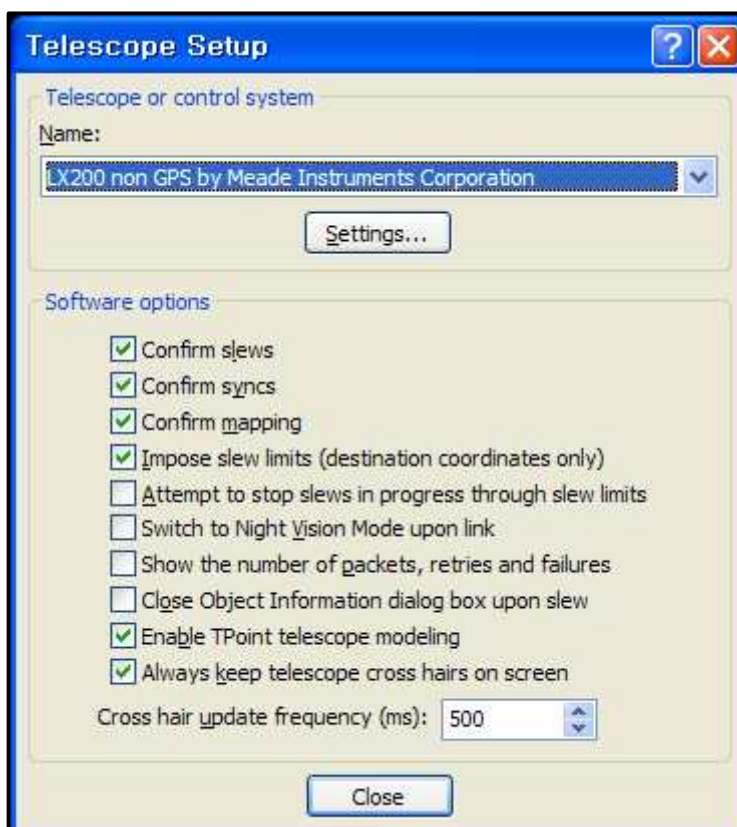 Telescope Setup
Telescope or control system
Name:
LX200 non GPS by Meade Instruments Corporation
Settings...
Software options
Confirm slews
Confirm syncs
Confirm mapping
Impose slew limits (destination coordinates only)
Attempt to stop slews in progress through slew limits
Switch to Night Vision Mode upon link
Show the number of packets, retries and failures
Close Object Information dialog box upon slew
Enable TPoint telescope modeling
Always keep telescope cross hairs on screen
Cross hair update frequency (ms): 500
Close